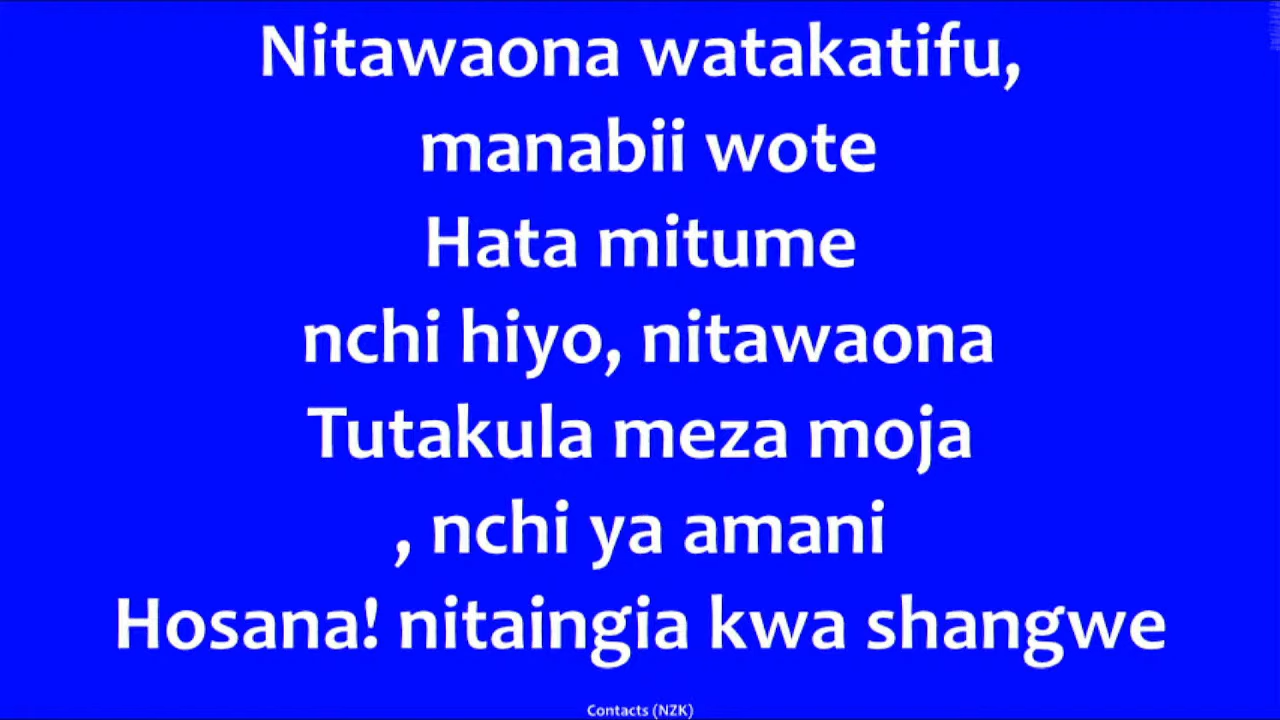 Nitawaona watakatifu,
manabii wote
Hata mitume
nchi hiyo, nitawaona
Tutakula meza moja
, nchi ya amani
Hosana! nitaingia kwa shangwe
Contacts (NZK)